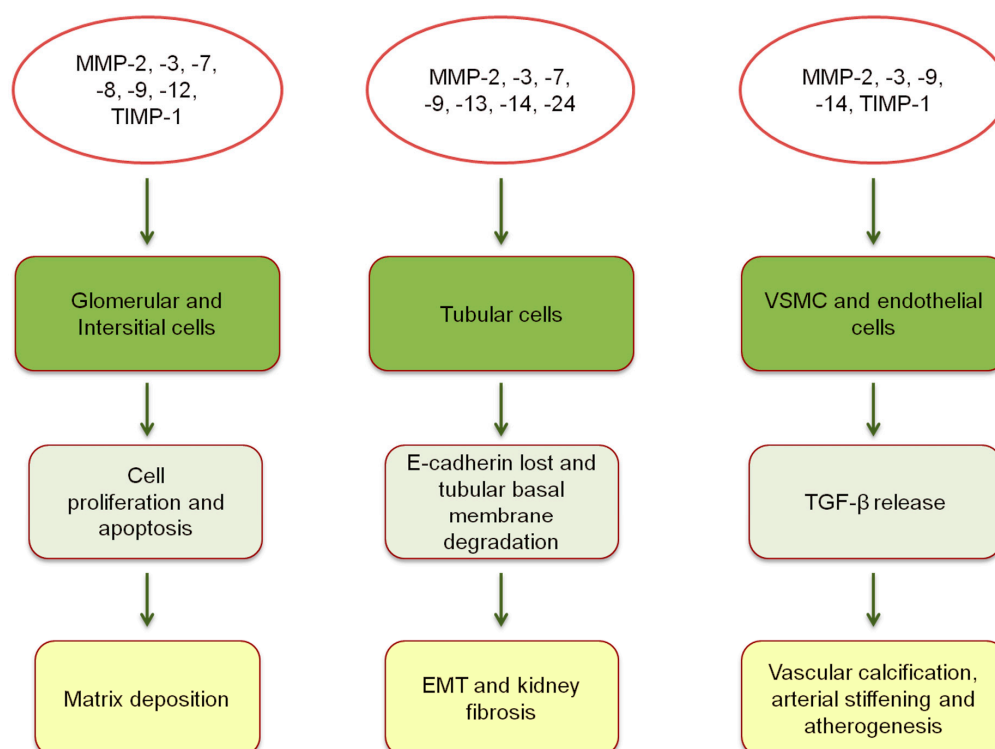 MMP-2, -3, -7,
-8, -9, -12,
TIMP-1
MMP-2, -3, -7,
-9, -13, -14, -24
MMP-2, -3, -9,
-14, TIMP-1
Glomerular and
Intersitial cells
Tubular cells
VSMC and endothelial
cells
Cell
proliferation and
apoptosis
E-cadherin lost and
tubular basal
membrane
degradation
TGF-β release
Matrix deposition
EMT and kidney
fibrosis
Vascular calcification,
arterial stiffening and
atherogenesis